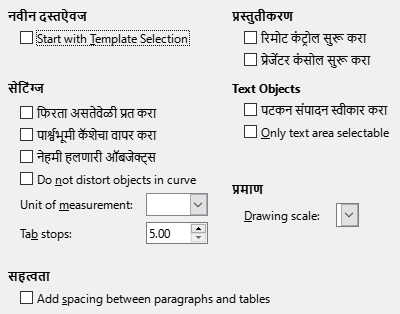 नवीन दस्तऐवज
Start with Template Selection
सेटिंग्ज
फिरता असतेवेळी प्रत करा
पार्श्वभूमी कॅशेचा वापर करा
नेहमी हलणारी ऑबजेक्ट्स
Do not distort objects in curve
Unit of measurement:
Tab stops: 5.00
सहत्वता
Add spacing between paragraphs and tables
प्रस्तुतीकरण
रिमोट कंट्रोल सुरू करा
प्रेजेंटर कंसोल सुरू करा
Text Objects
पटकन संपादन स्वीकार करा
Only text area selectable
प्रमाण
Drawing scale: